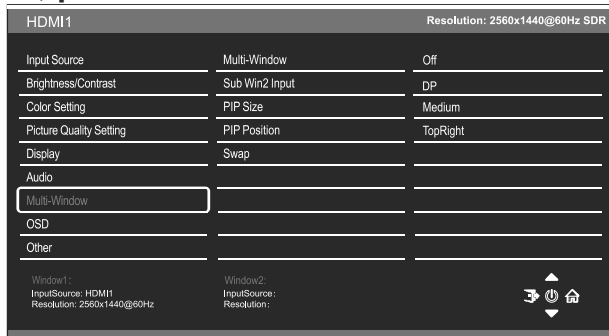 HDMI1 Resolution: 2560x1440@60Hz SDR
Input Source Multi-Window Off
Brightness/Contrast Sub Win2 Input DP
Color Setting PIP Size Medium
Picture Quality Setting PIP Position TopRight
Display Swap
Audio
Multi-Window
OSD
Other
Window1: Window2:
InputSource: HDMI1 InputSource:
Resolution: 2560x1440@60Hz Resolution: